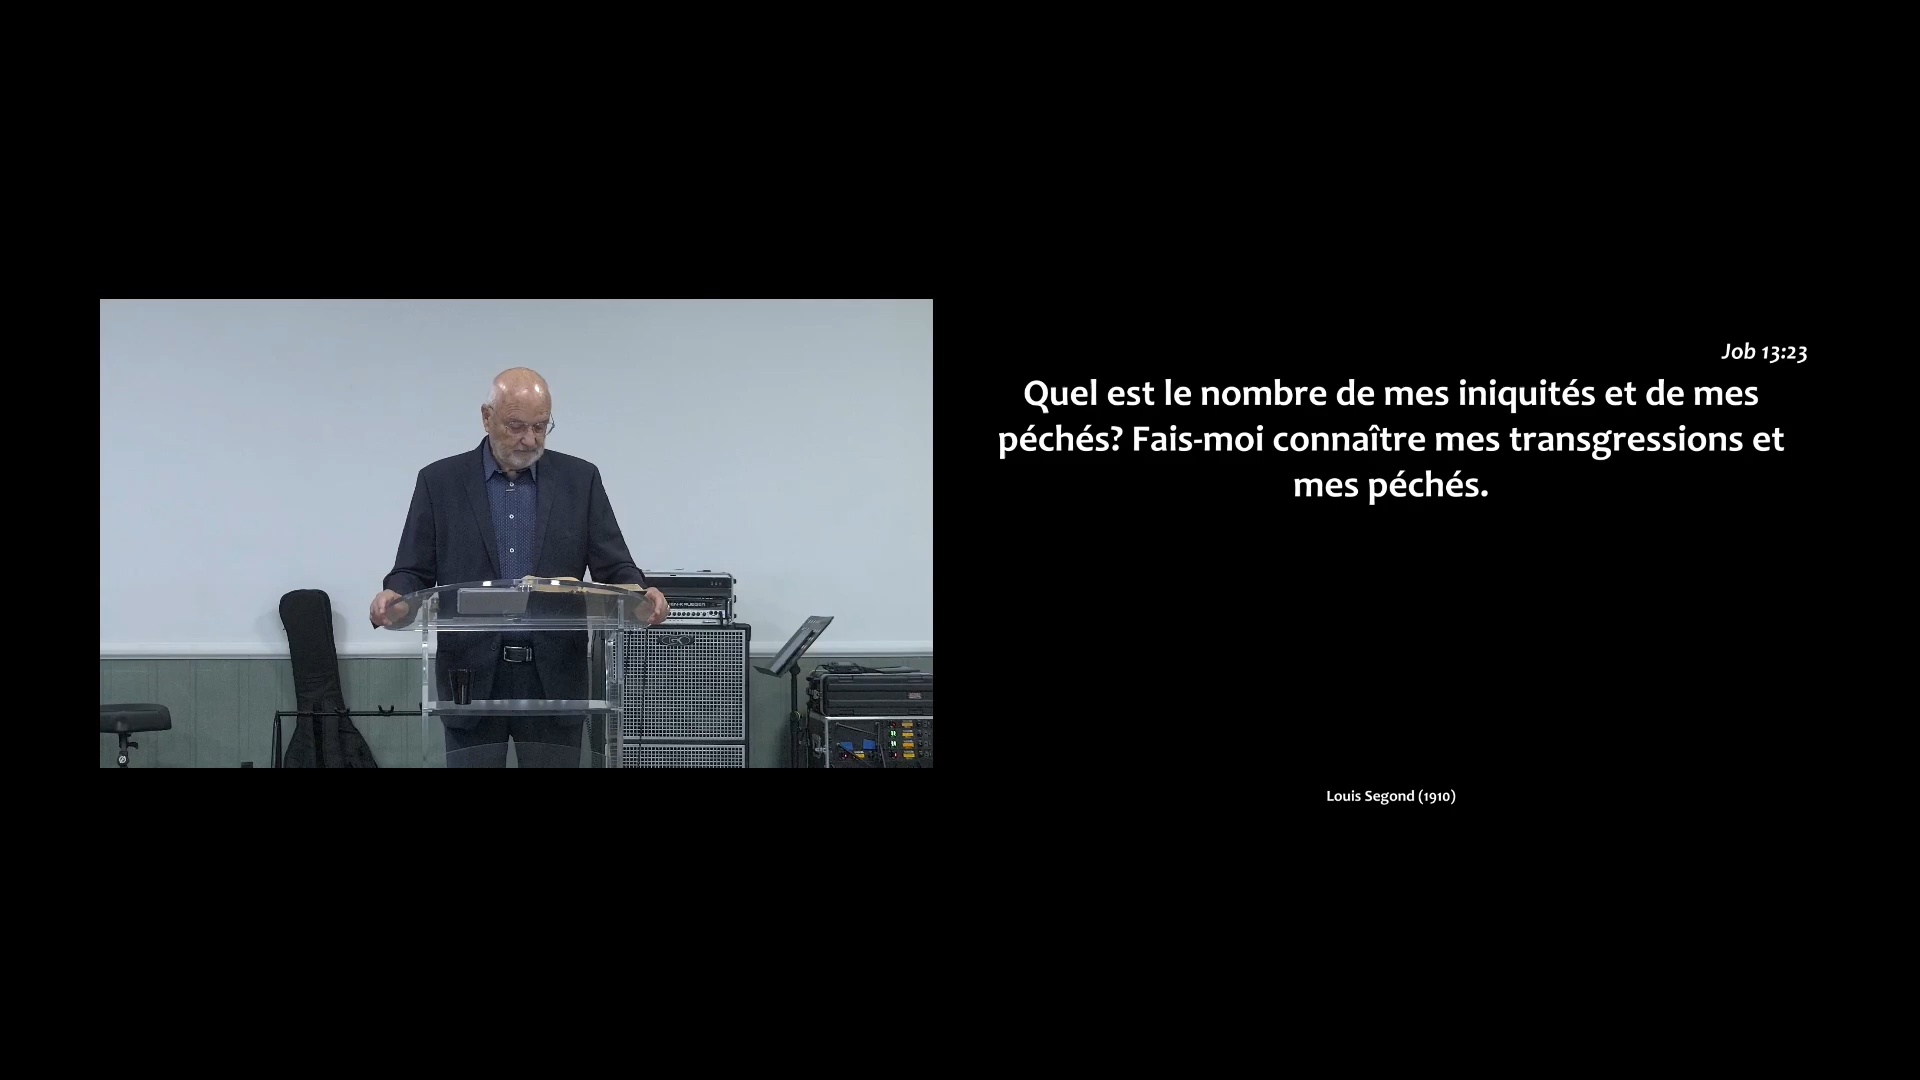 Job 13:23
Quel est le nombre de mes iniquités et de mes
péchés? Fais-moi connaître mes transgressions et
mes péchés.
Louis Segond (1910)